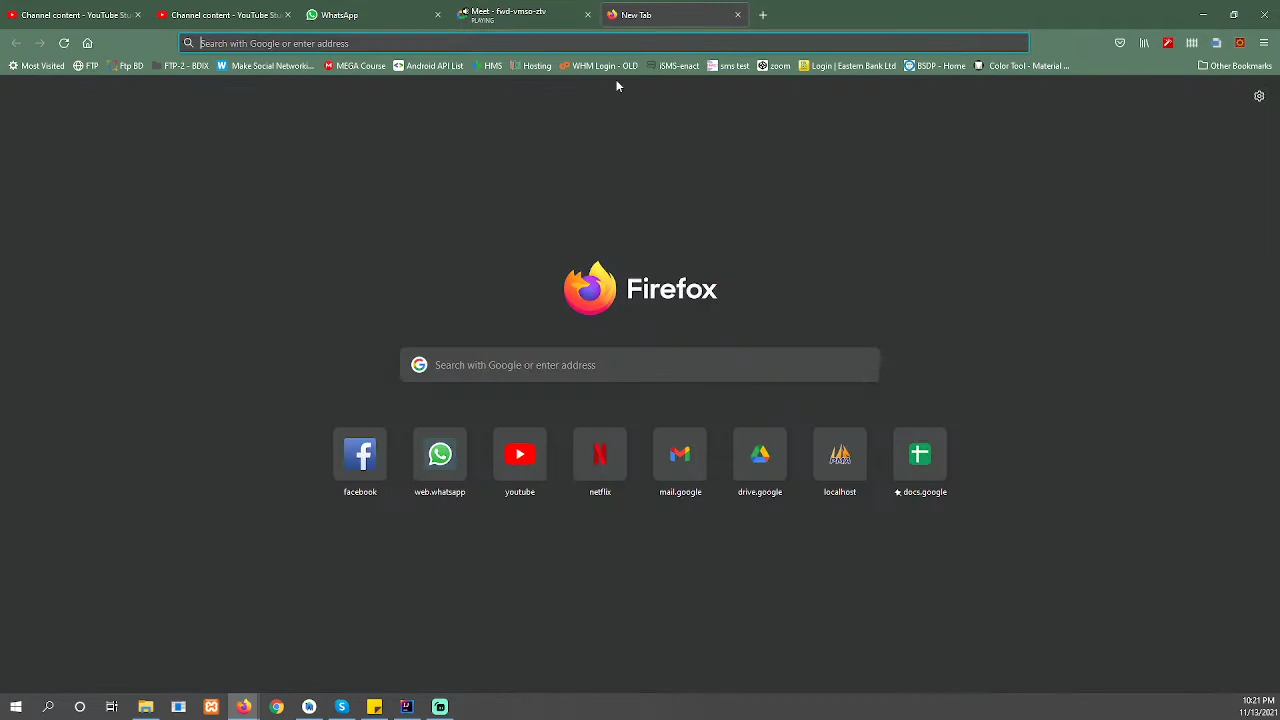 Channel content - YouTube Stu
Channel content - YouTube Stu
WhatsApp
Meet - fwd-vmso-ztv
PLAYING
New Tab
Search with Google or enter address
Most Visited
FTP
Ftp BD
FTP-2 - BDIX
Make Social Networki...
MEGA Course
Android API List
HMS
Hosting
WHM Login - OLD
iSMS-enact
sms test
zoom
Login | Eastern Bank Ltd
BSDP - Home
Color Tool - Material ...
Other Bookmarks
Firefox
Search with Google or enter address
facebook
web.whatsapp
youtube
netflix
mail.google
drive.google
PMA
localhost
docs.google
10:21 PM
11/13/2021